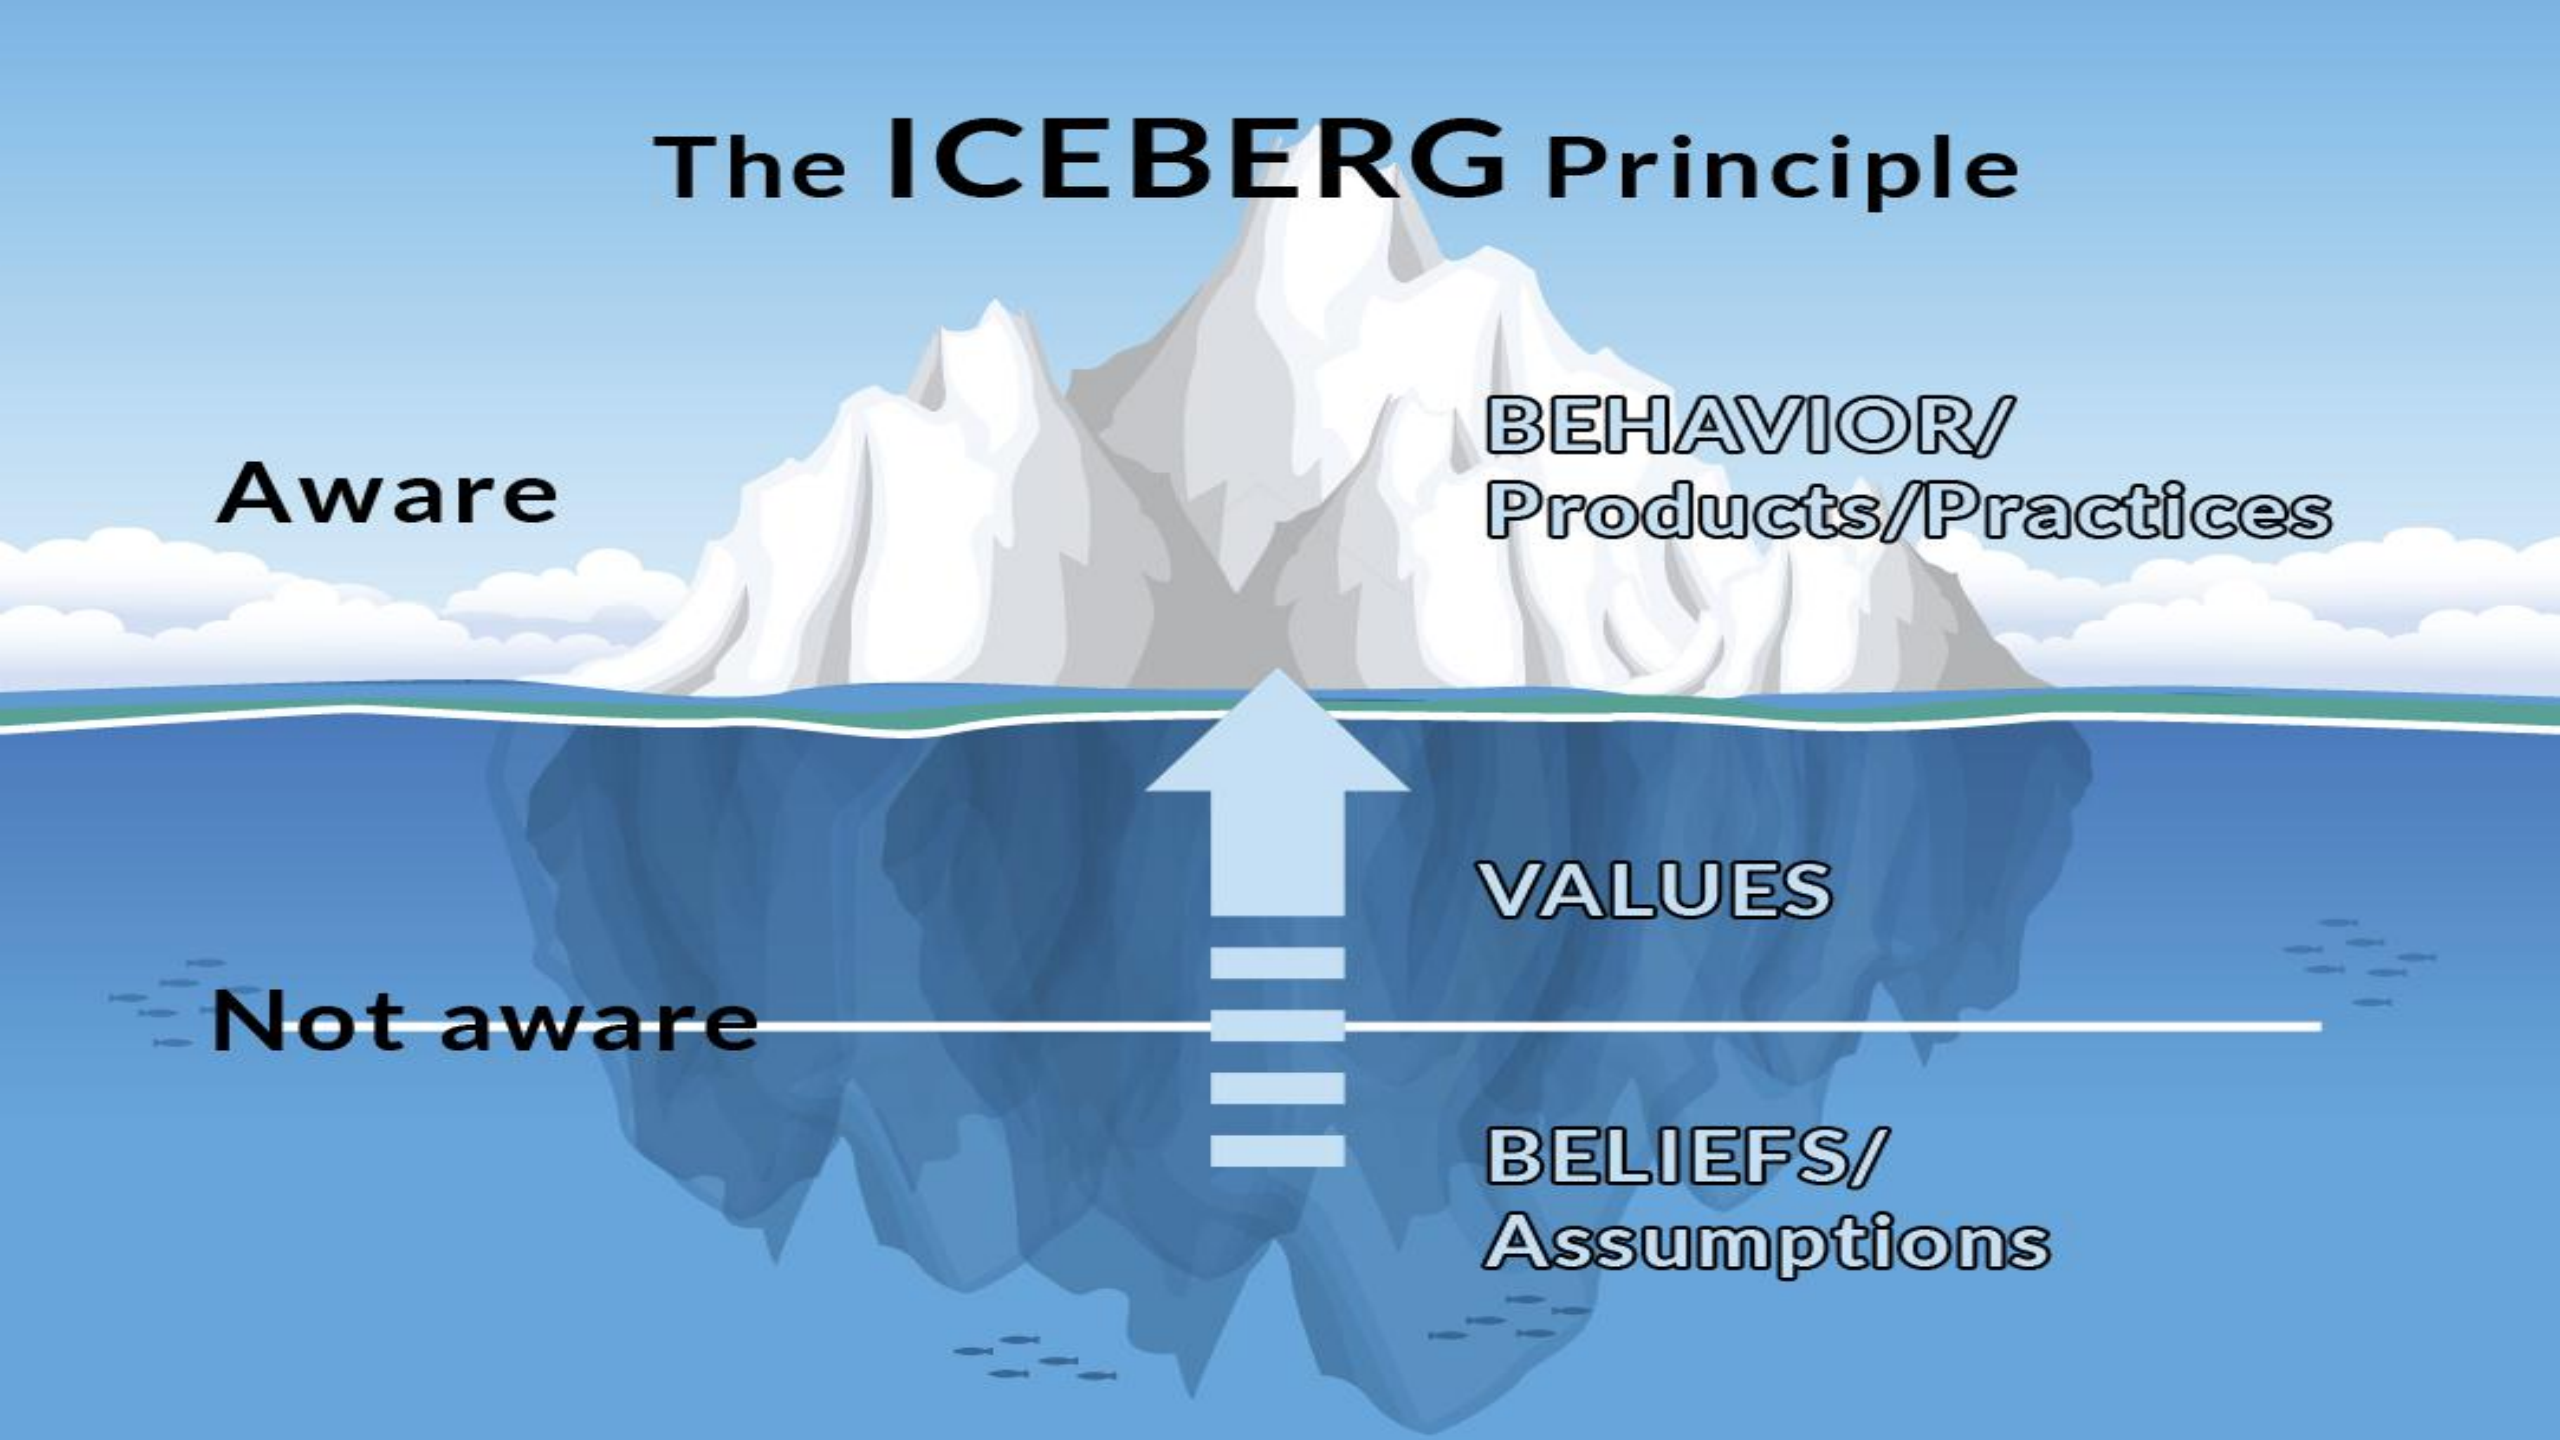 The ICEBERG Principle
Aware
BEHAVIOR/
Products/Practices
VALUES
Not aware
BELIEFS/
Assumptions